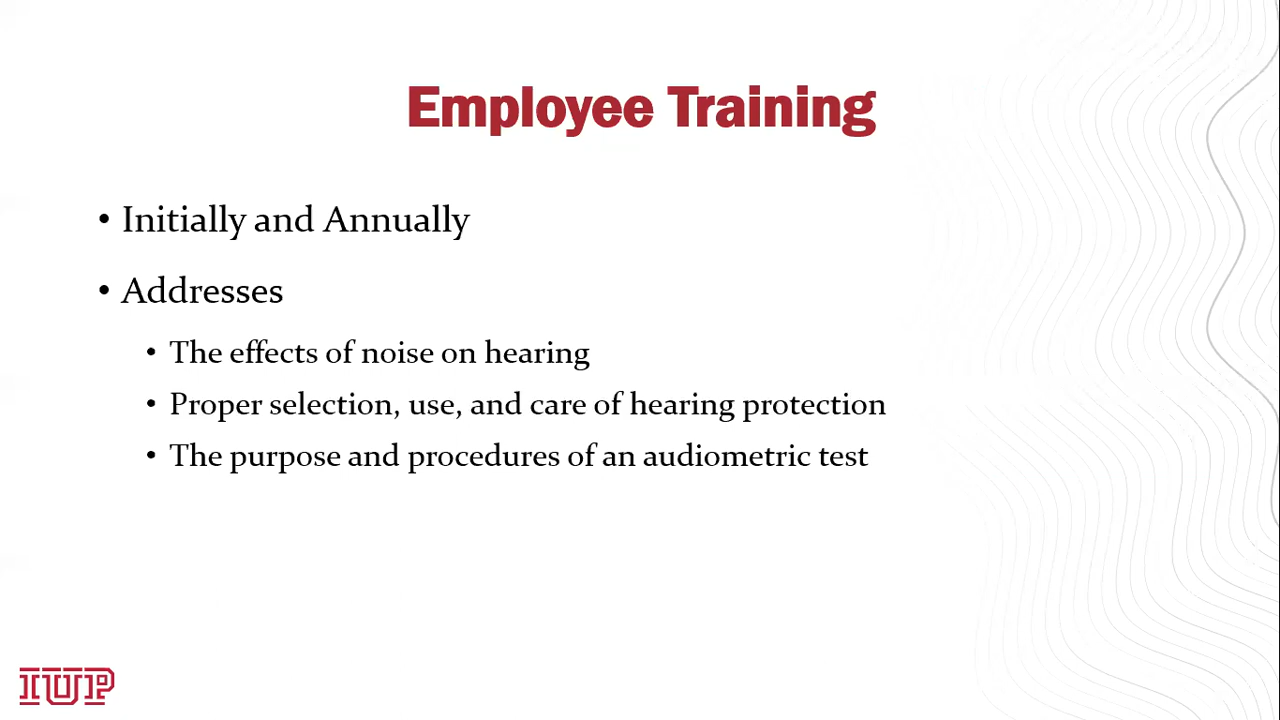 Employee Training
• Initially and Annually
• Addresses
• The effects of noise on hearing
• Proper selection, use, and care of hearing protection
• The purpose and procedures of an audiometric test
IUP